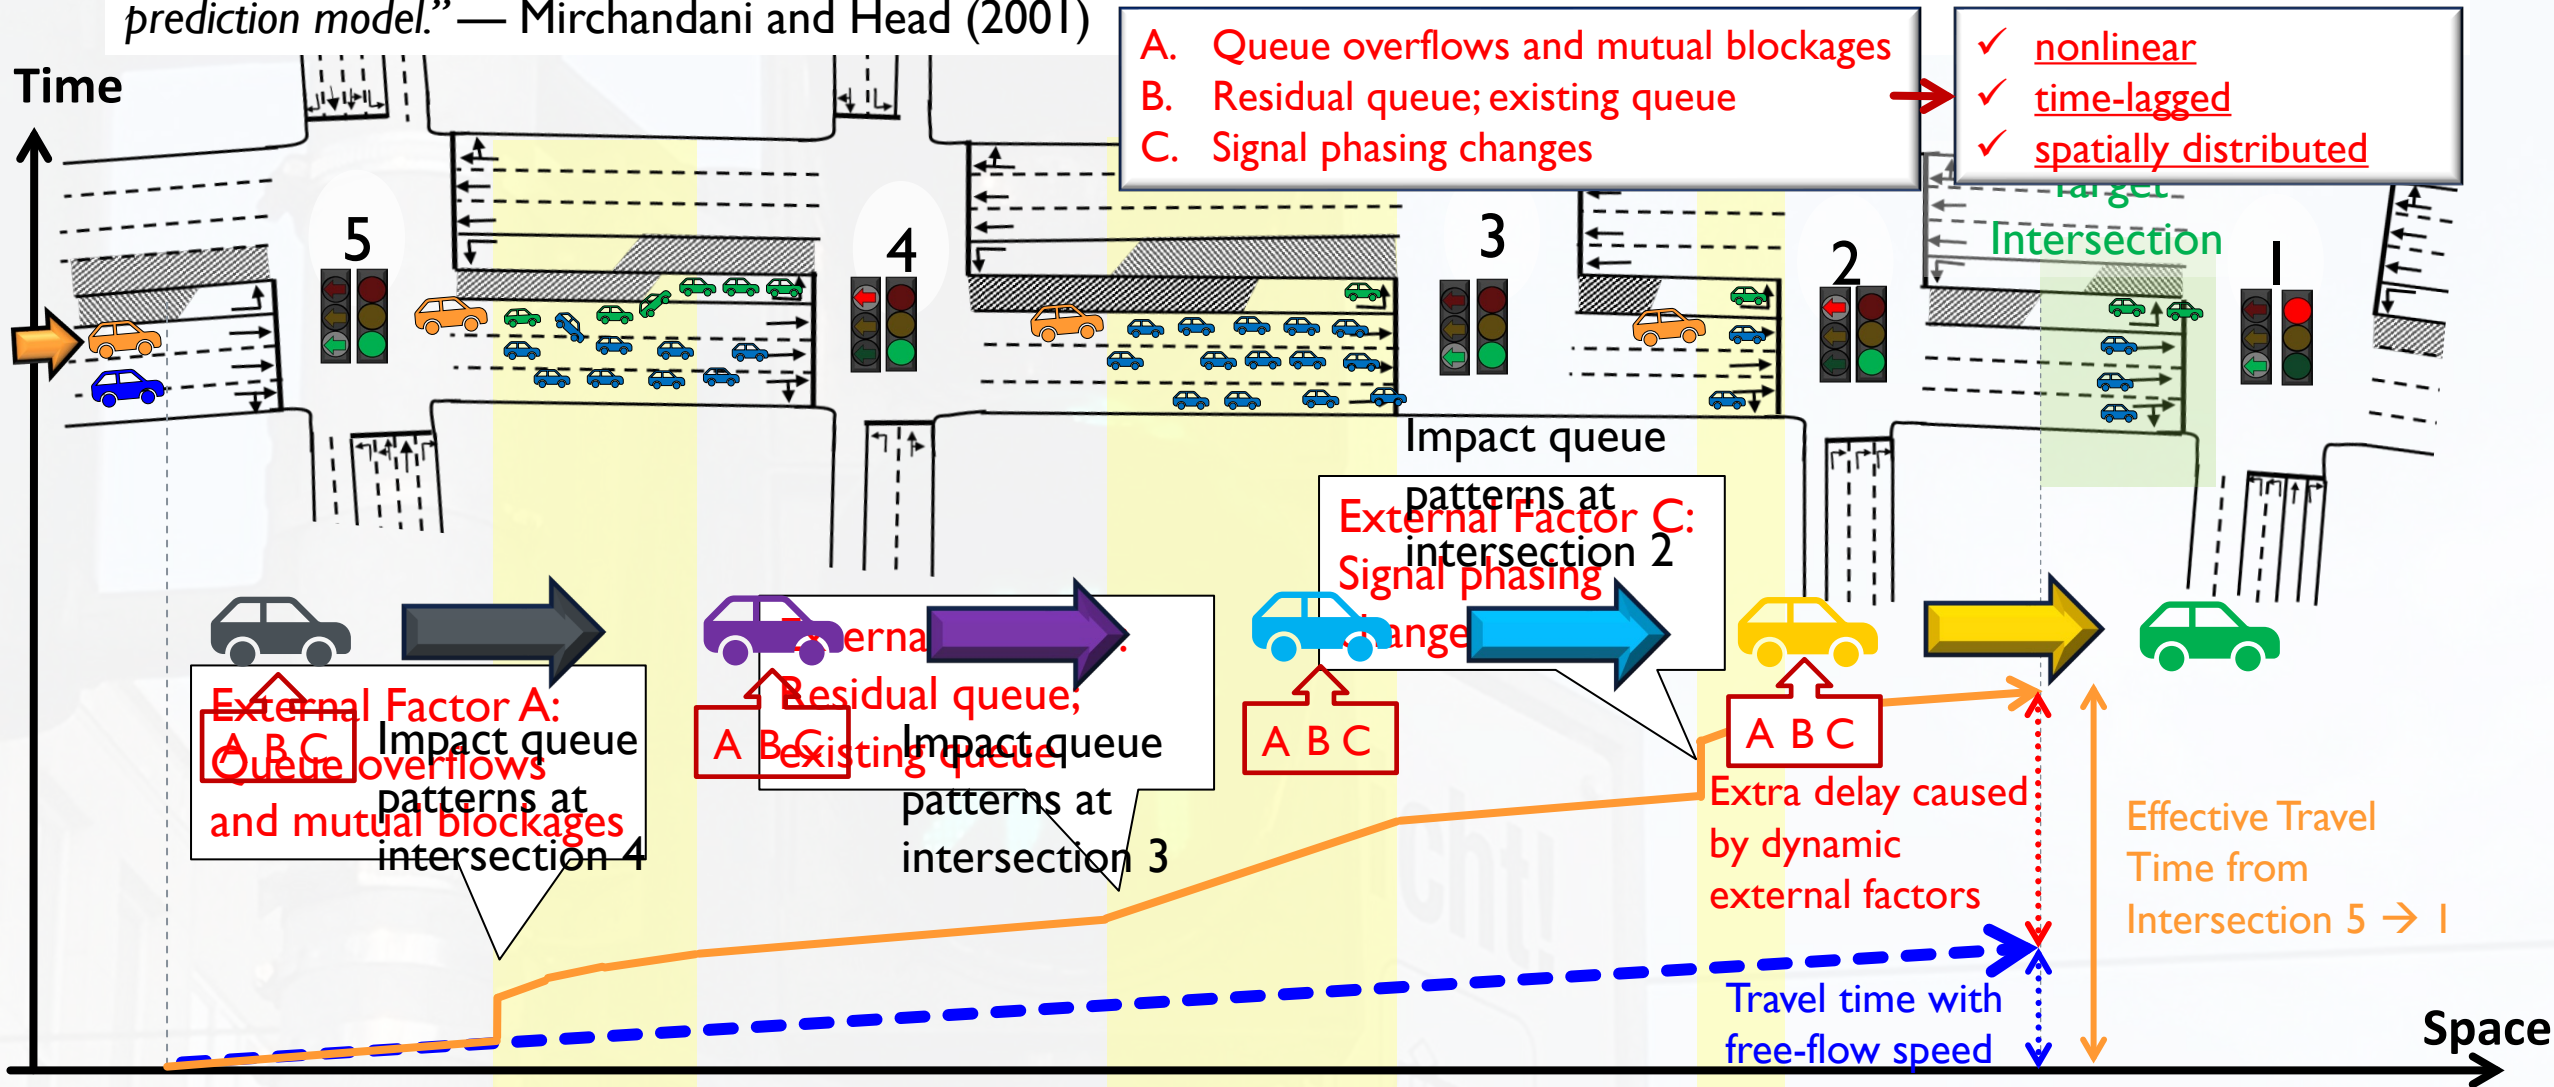 prediction model.” — Mirchandani and Head (2001)
A. Queue overflows and mutual blockages
B. Residual queue; existing queue
C. Signal phasing changes
✓ nonlinear
✓ time-lagged
✓ spatially distributed
Time
Target
Intersection
5
4
3
2
1
Impact queue
patterns at
intersection 2
External Factor C:
Signal phasing
change
External
Residual queue;
existing queue
External Factor A:
Queue overflows
and mutual blockages
A B C
A B C
A B C
A B C
Impact queue
patterns at
intersection 4
Impact queue
patterns at
intersection 3
Extra delay caused
by dynamic
external factors
Effective Travel
Time from
Intersection 5 → 1
Travel time with
free-flow speed
Space